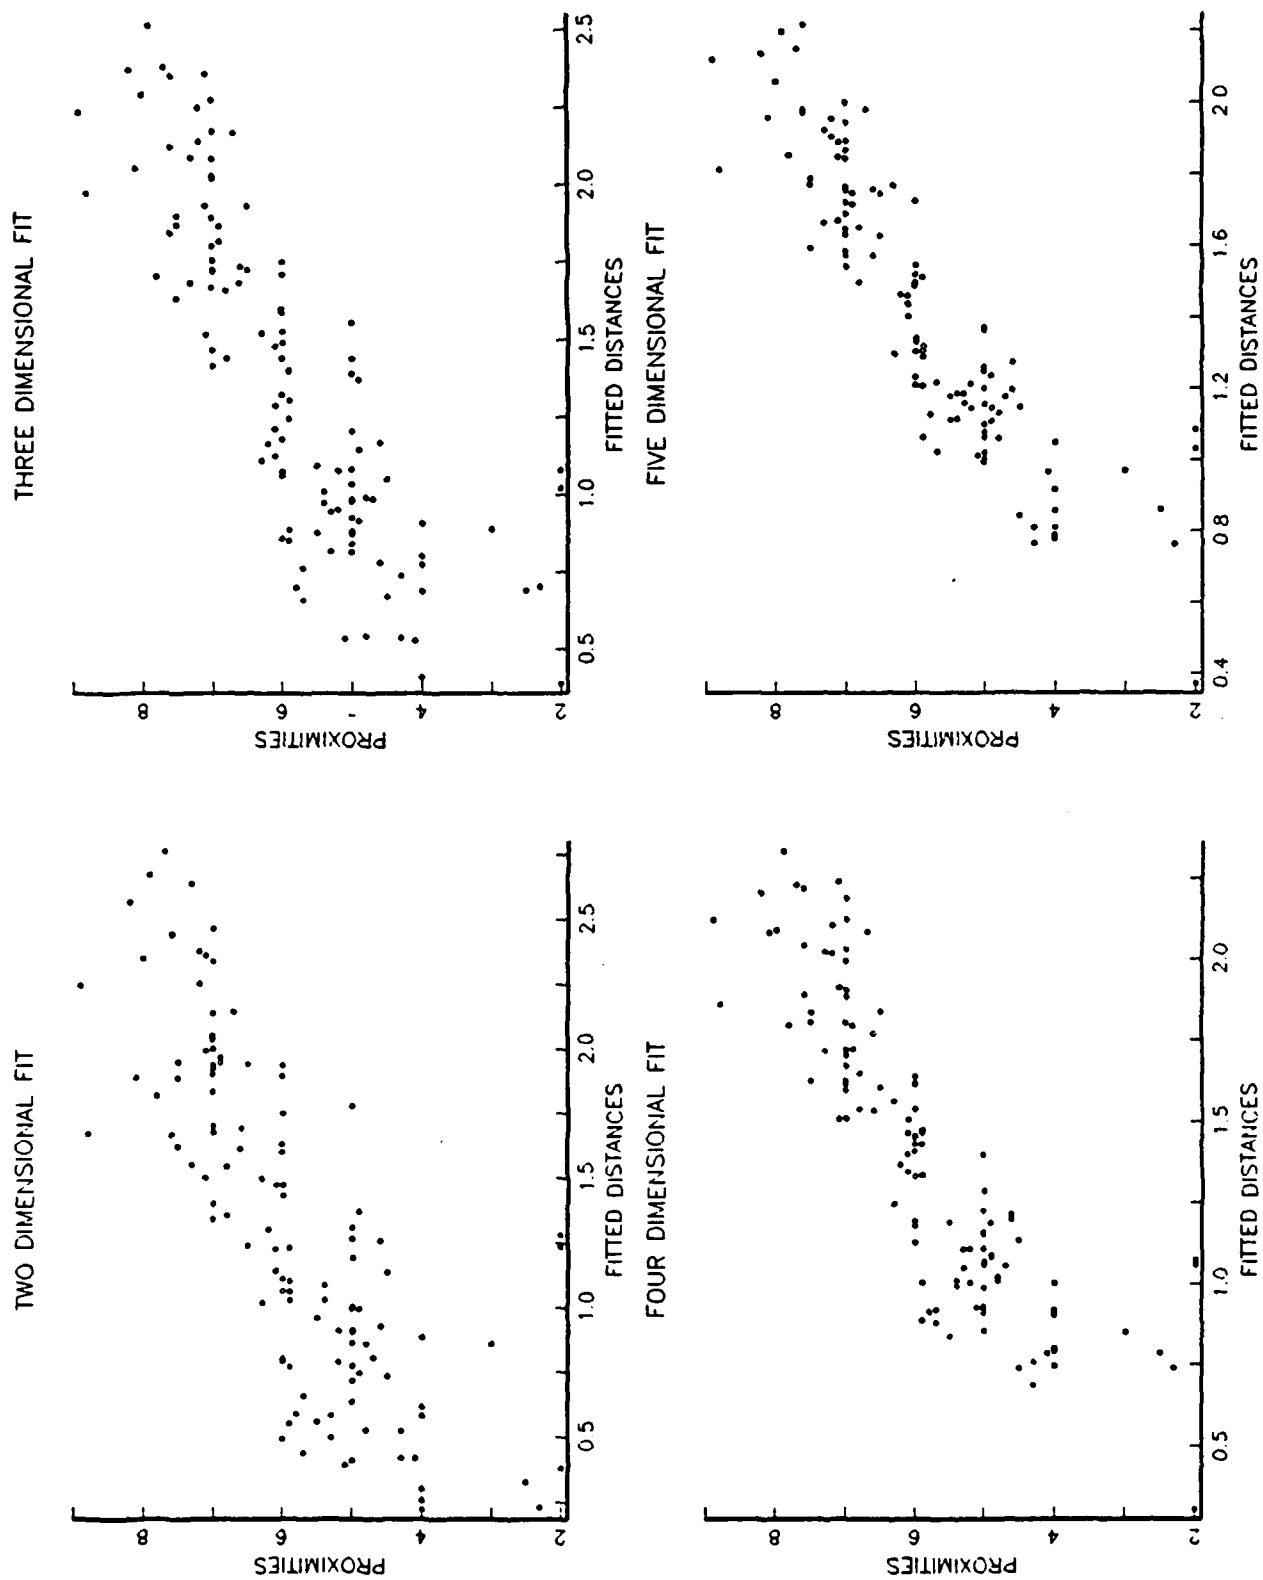 TWO DIMENSIONAL FIT
PROXIMITIES
8
6
4
2
0.5
1.0
1.5
2.0
2.5
FITTED DISTANCES
THREE DIMENSIONAL FIT
PROXIMITIES
8
6
4
2
0.5
1.0
1.5
2.0
2.5
FITTED DISTANCES
FOUR DIMENSIONAL FIT
PROXIMITIES
8
6
4
2
0.5
1.0
1.5
2.0
FITTED DISTANCES
FIVE DIMENSIONAL FIT
PROXIMITIES
8
6
4
2
0.4
0.8
1.2
1.6
2.0
FITTED DISTANCES